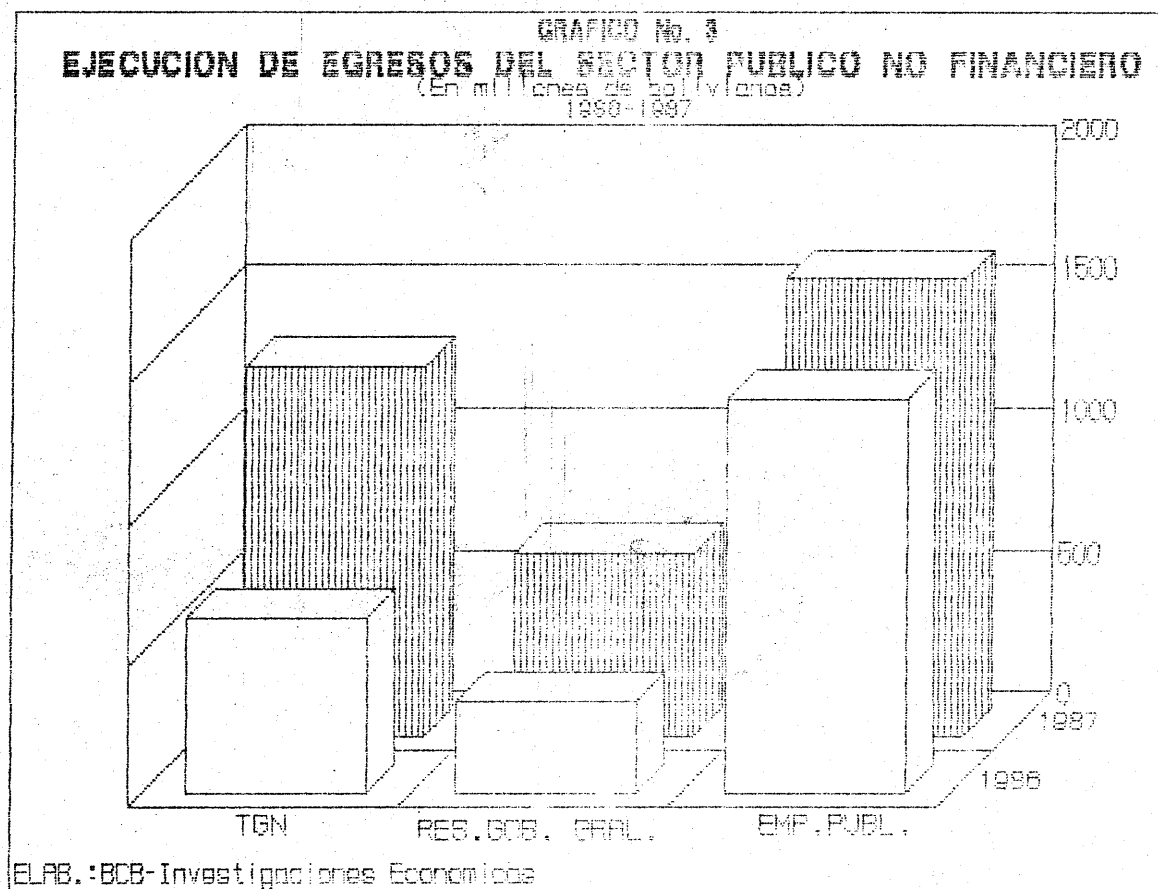 GRAFICO No. 3
EJECUCION DE EGRESOS DEL SECTOR PUBLICO NO FINANCIERO
(En millones de bolivianos)
1986-1987
2000
1500
1000
500
0
1987
1986
TGN
RES.GOB. GRAL.
EMP.PUBL.
ELAB.:BCB-Investigaciones Economicas